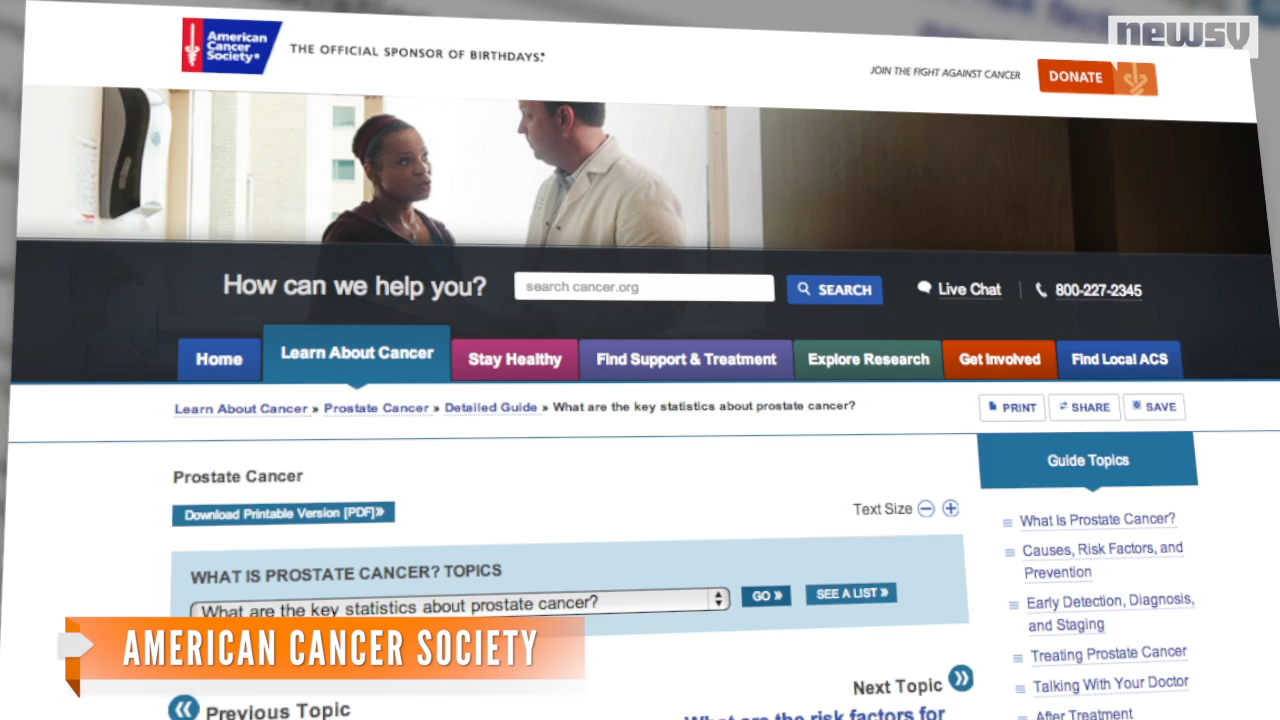 newsy
American
Cancer
Society®
THE OFFICIAL SPONSOR OF BIRTHDAYS.®
JOIN THE FIGHT AGAINST CANCER
DONATE
How can we help you?
search cancer.org
SEARCH
Live Chat
800-227-2345
Home
Learn About Cancer
Stay Healthy
Find Support & Treatment
Explore Research
Get Involved
Find Local ACS
Learn About Cancer » Prostate Cancer » Detailed Guide » What are the key statistics about prostate cancer?
PRINT
SHARE
SAVE
Guide Topics
Prostate Cancer
Download Printable Version [PDF]»
Text Size
WHAT IS PROSTATE CANCER? TOPICS
What are the key statistics about prostate cancer?
GO »
SEE A LIST »
What Is Prostate Cancer?
Causes, Risk Factors, and
Prevention
Early Detection, Diagnosis,
and Staging
Treating Prostate Cancer
Talking With Your Doctor
After Treatment
AMERICAN CANCER SOCIETY
Previous Topic
Next Topic
What are the risk factors for